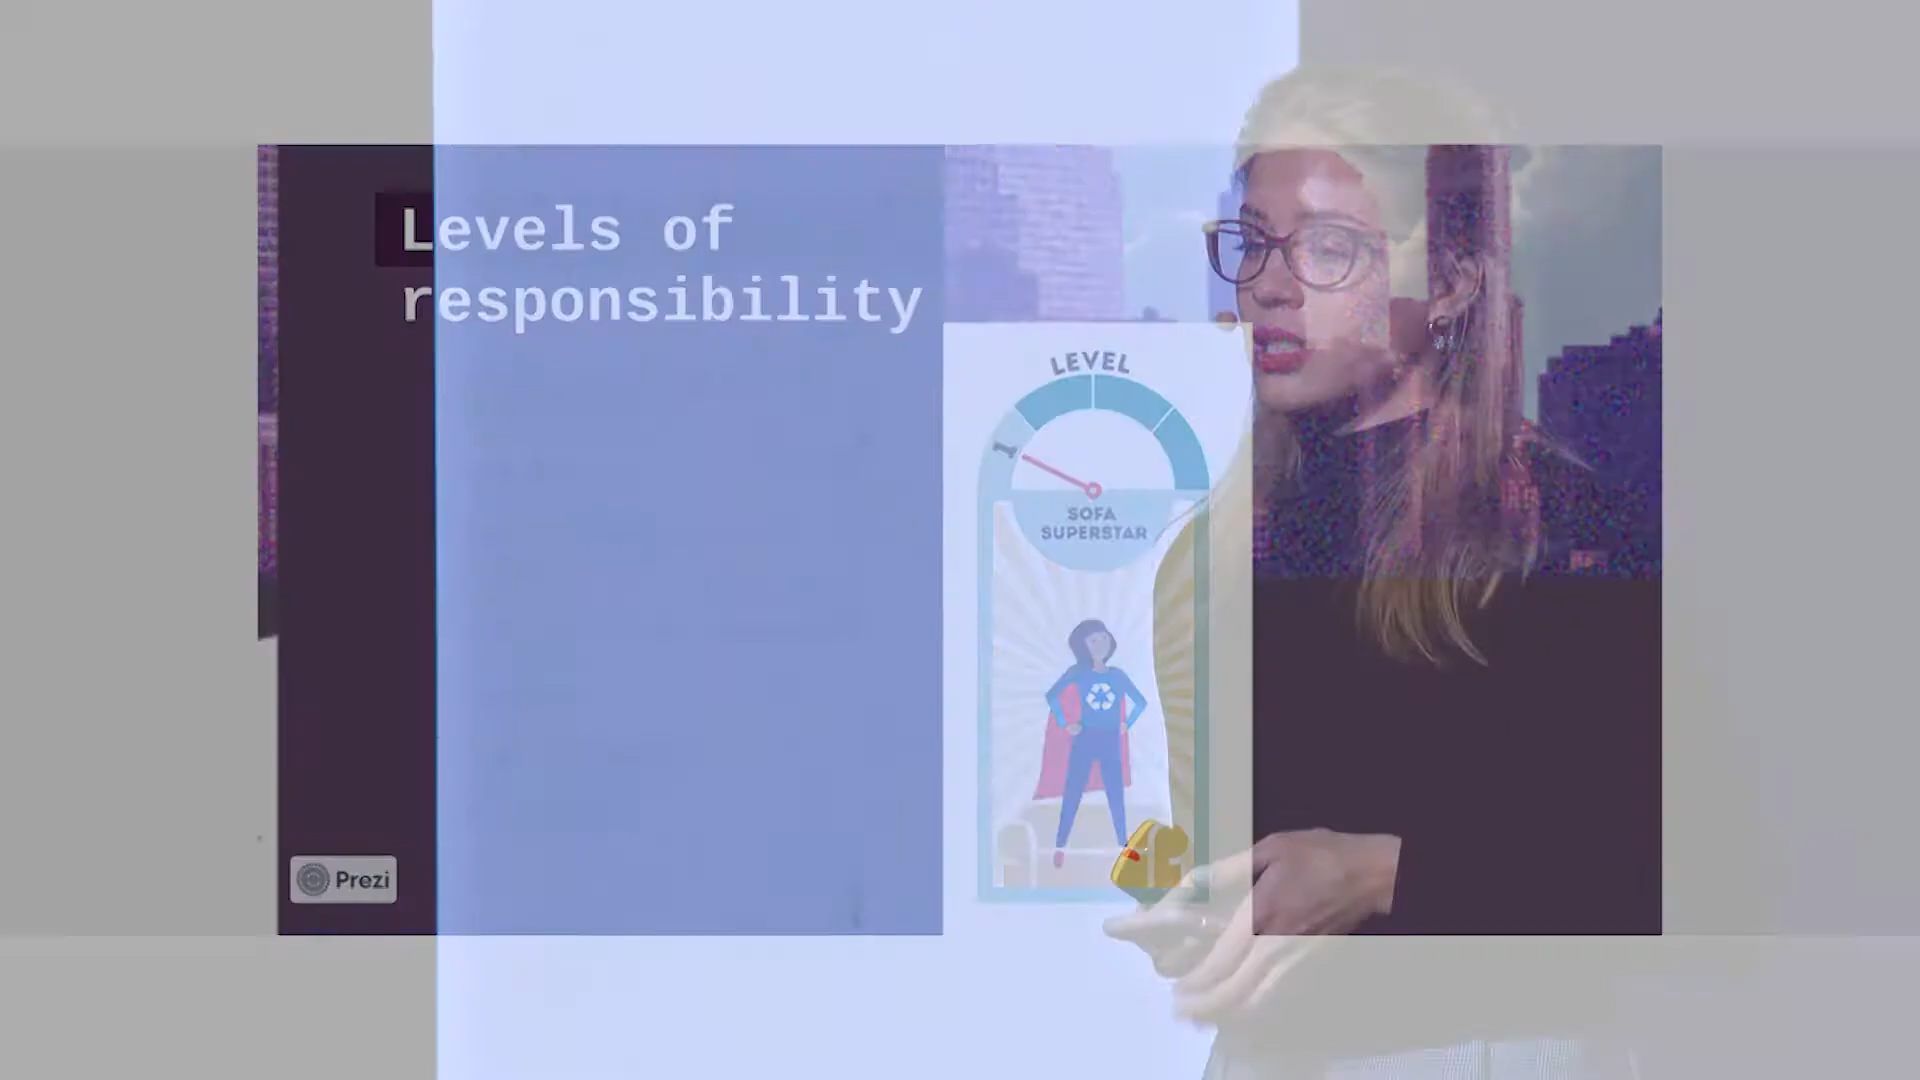 Levels of
responsibility
LEVEL
1
SOFA
SUPERSTAR
Prezi